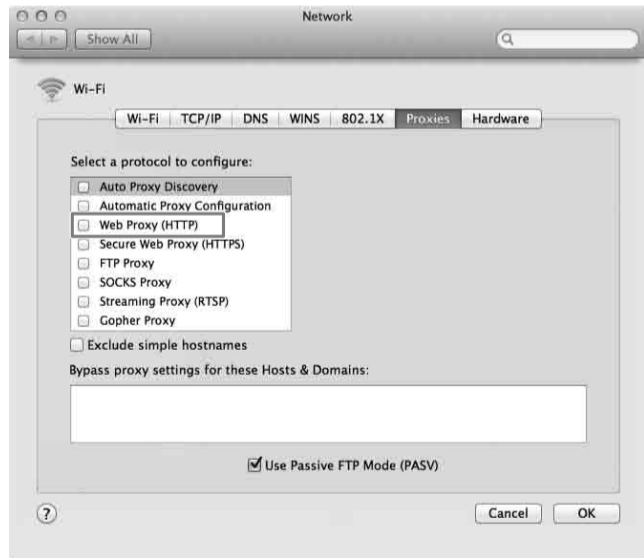 Network
Show All
Wi-Fi
Wi-Fi TCP/IP DNS WINS 802.1X Proxies Hardware
Select a protocol to configure:
Auto Proxy Discovery
Automatic Proxy Configuration
Web Proxy (HTTP)
Secure Web Proxy (HTTPS)
FTP Proxy
SOCKS Proxy
Streaming Proxy (RTSP)
Gopher Proxy
Exclude simple hostnames
Bypass proxy settings for these Hosts & Domains:
Use Passive FTP Mode (PASV)
? Cancel OK